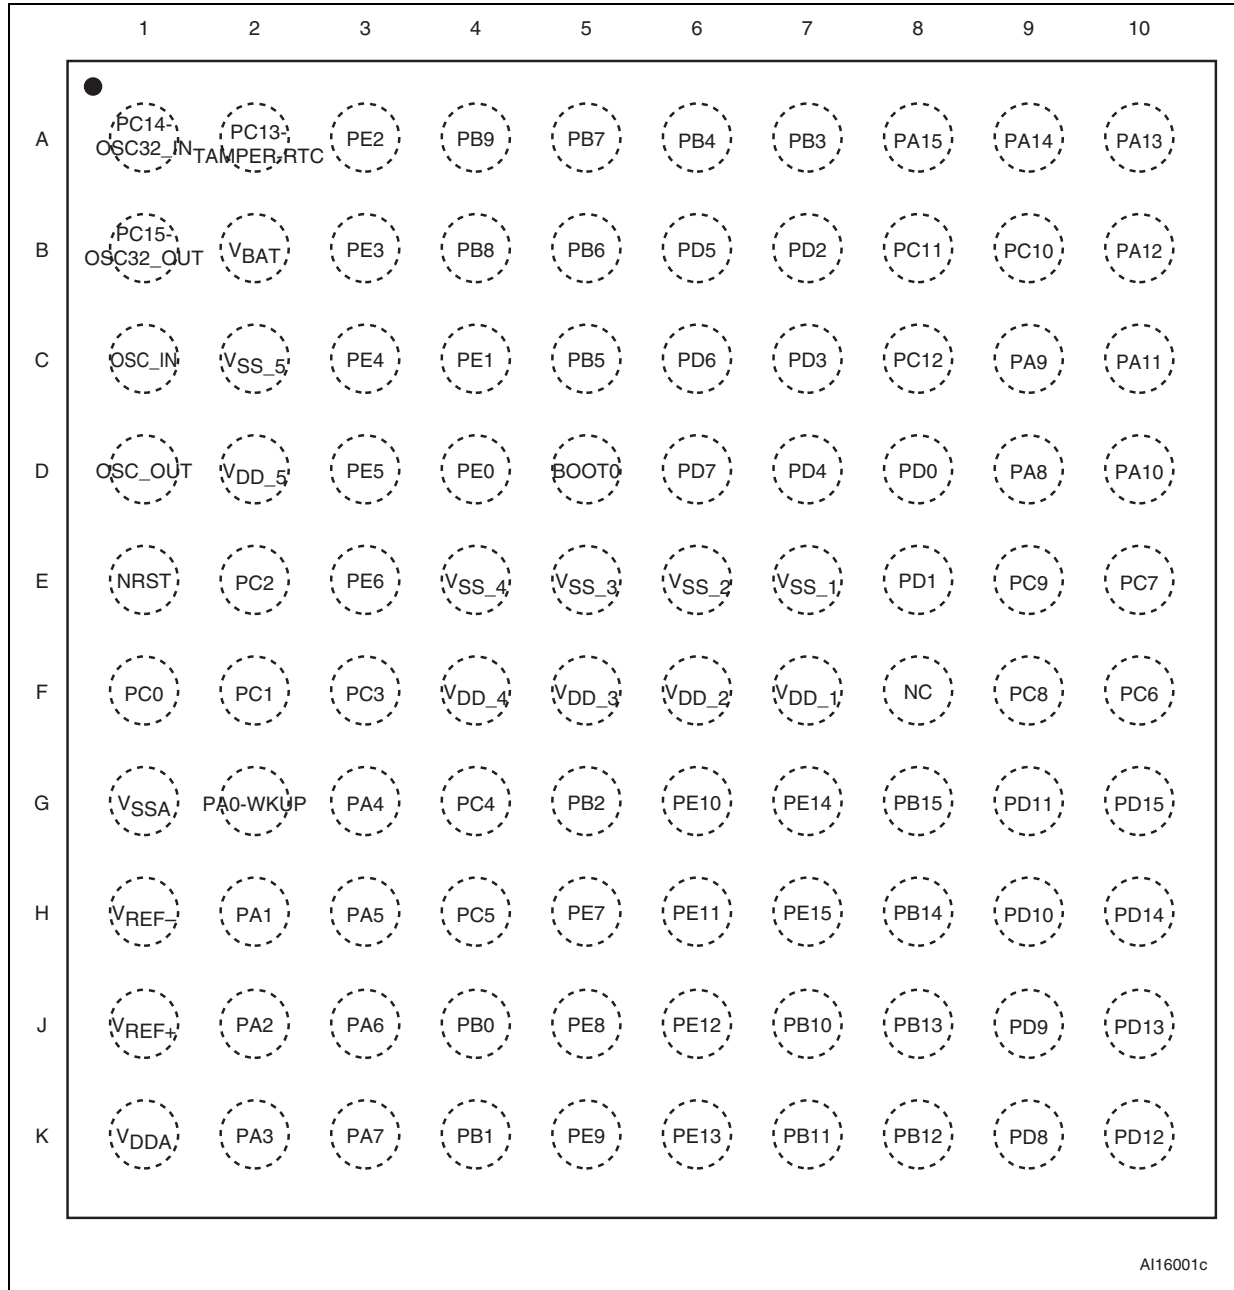 1 2 3 4 5 6 7 8 9 10
A PC14-OSC32_IN PC13-TAMPER-RTC PE2 PB9 PB7 PB4 PB3 PA15 PA14 PA13
B PC15-OSC32_OUT VBAT PE3 PB8 PB6 PD5 PD2 PC11 PC10 PA12
C OSC_IN VSS_5 PE4 PE1 PB5 PD6 PD3 PC12 PA9 PA11
D OSC_OUT VDD_5 PE5 PE0 BOOT0 PD7 PD4 PD0 PA8 PA10
E NRST PC2 PE6 VSS_4 VSS_3 VSS_2 VSS_1 PD1 PC9 PC7
F PC0 PC1 PC3 VDD_4 VDD_3 VDD_2 VDD_1 NC PC8 PC6
G VSSA PA0-WKUP PA4 PC4 PB2 PE10 PE14 PB15 PD11 PD15
H VREF– PA1 PA5 PC5 PE7 PE11 PE15 PB14 PD10 PD14
J VREF+ PA2 PA6 PB0 PE8 PE12 PB10 PB13 PD9 PD13
K VDDA PA3 PA7 PB1 PE9 PE13 PB11 PB12 PD8 PD12
AI16001c